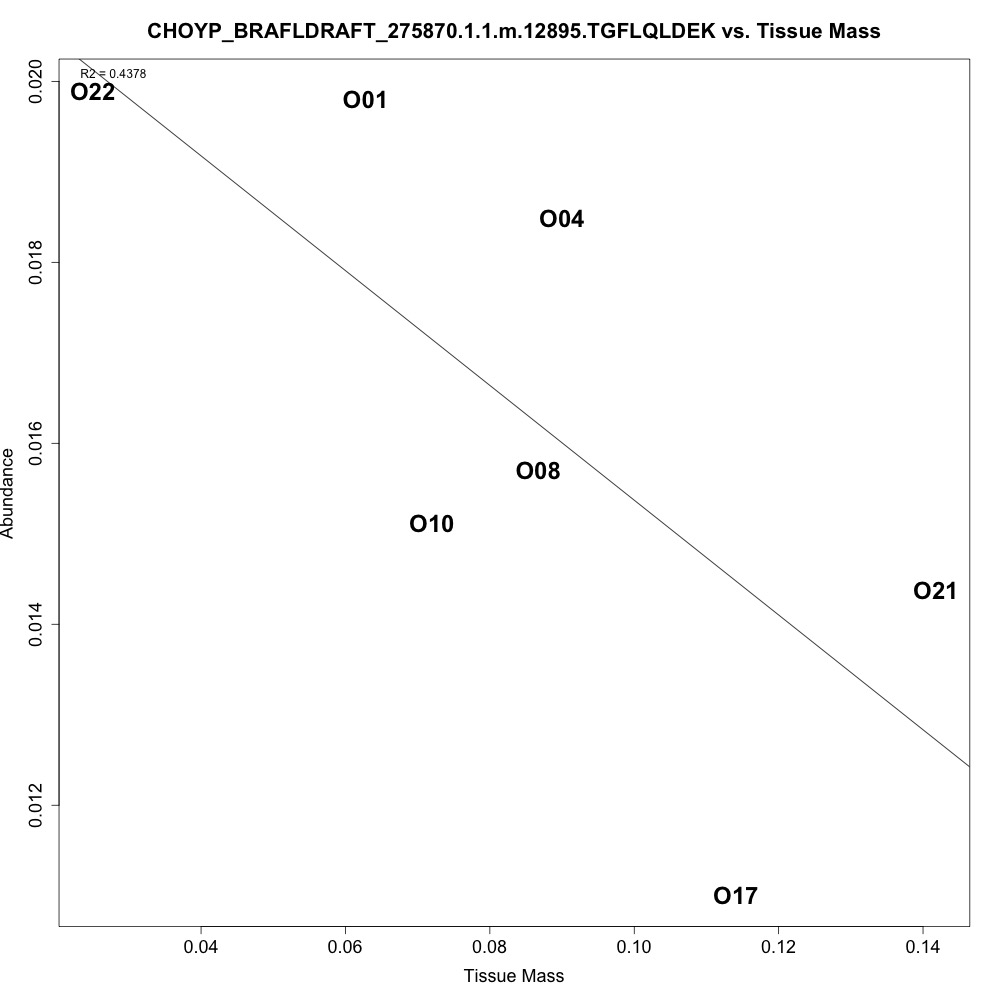 CHOYP_BRAFLDRAFT_275870.1.1.m.12895.TGFLQLDEK vs. Tissue Mass
R2 = 0.4378
O22
O01
O04
O08
O10
O21
O17
Abundance
0.020
0.018
0.016
0.014
0.012
0.04 0.06 0.08 0.10 0.12 0.14
Tissue Mass